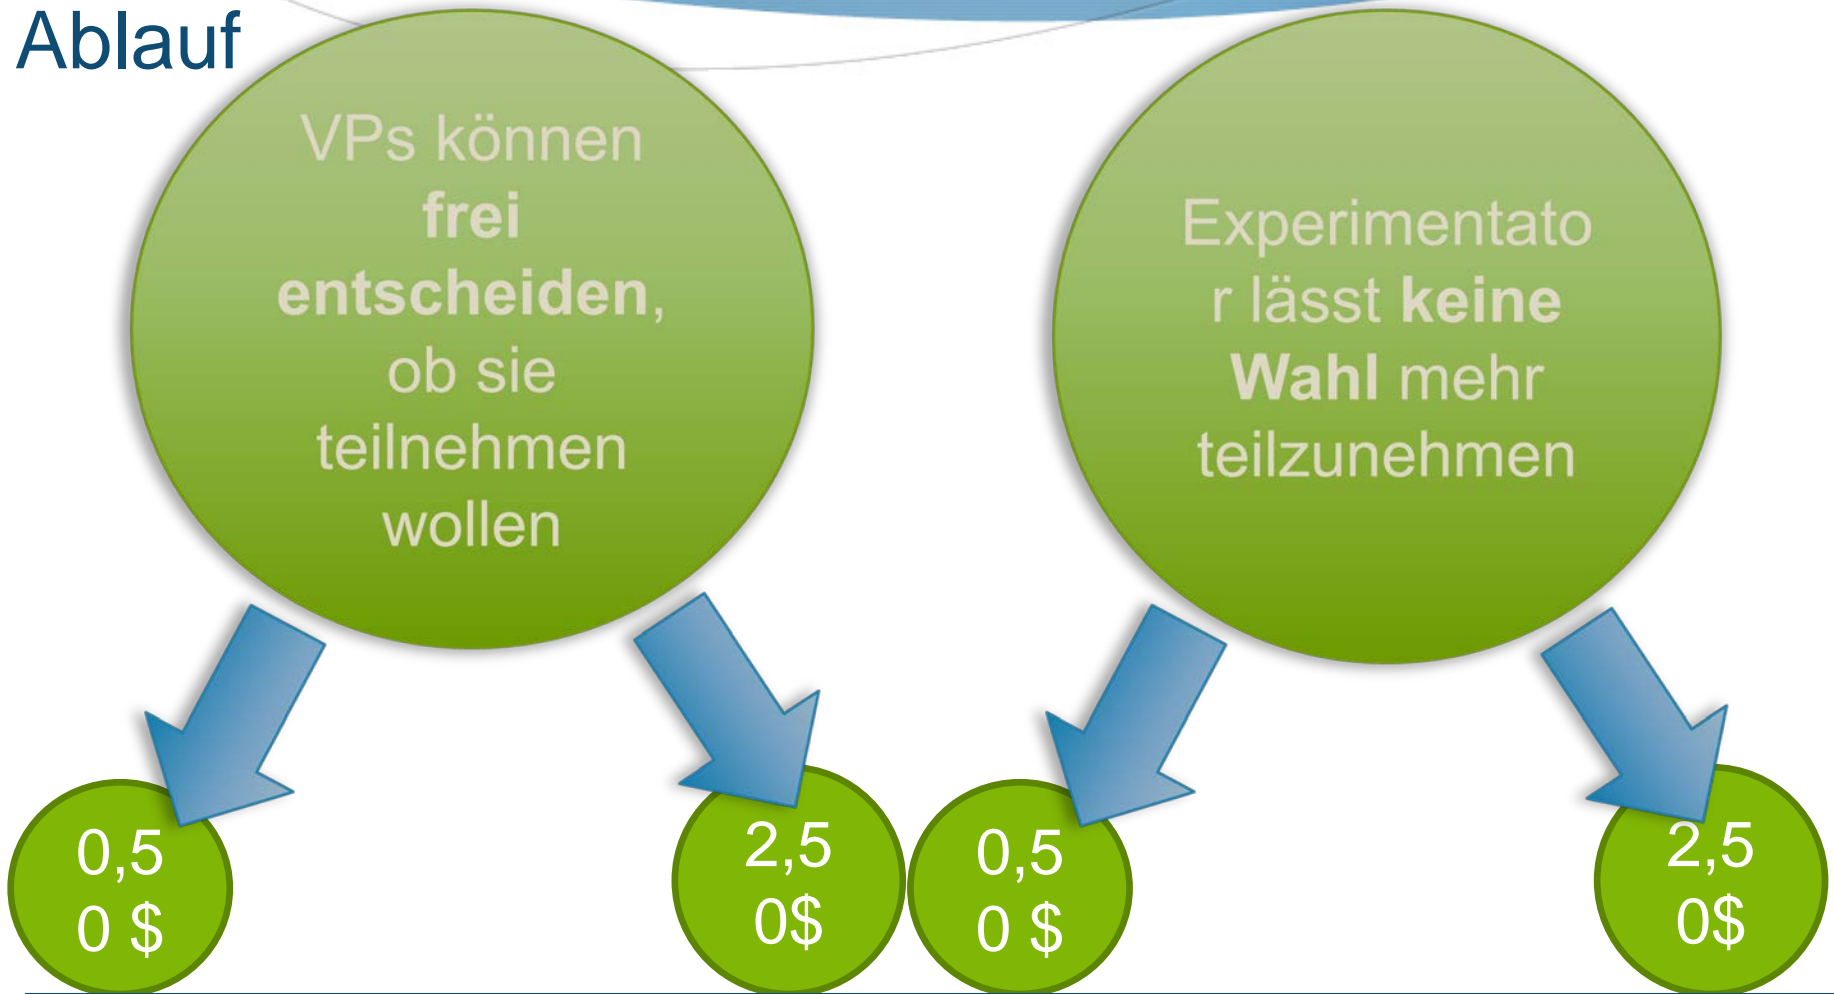 Ablauf
VPs können
frei
entscheiden,
ob sie
teilnehmen
wollen
Experimentato
r lässt keine
Wahl mehr
teilzunehmen
0,5
0 $
2,5
0$
0,5
0 $
2,5
0$